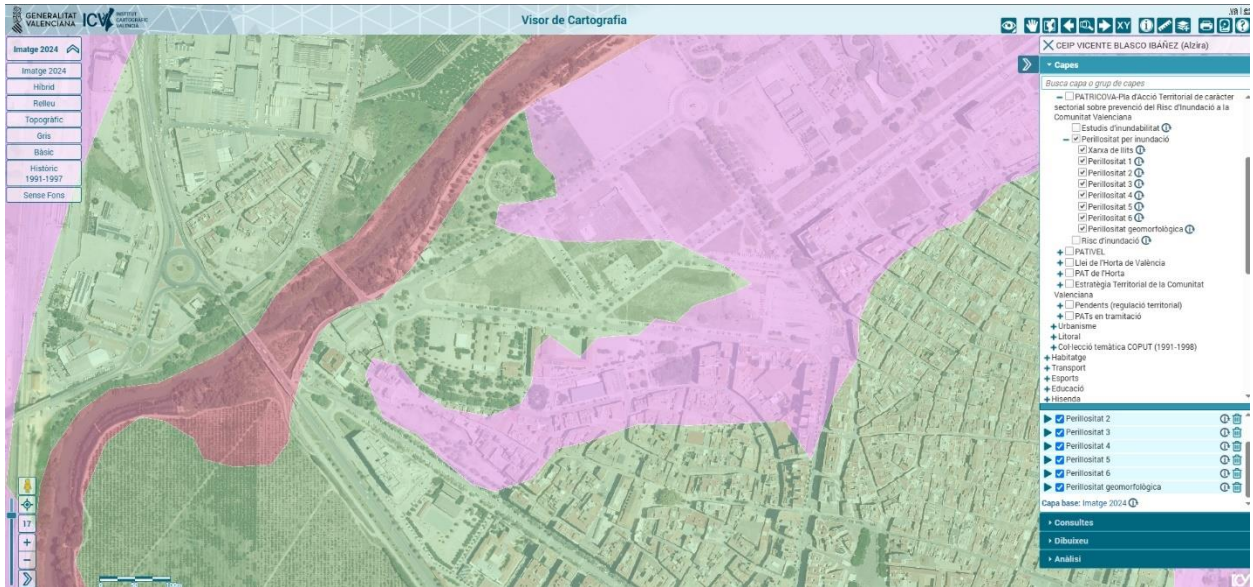 GENERALITAT
VALENCIANA
ICV
INSTITUT
CARTOGRÀFIC
VALENCIÀ
Visor de Cartografia
XY
Imatge 2024
Imatge 2024
Híbrid
Relleu
Topogràfic
Gris
Bàsic
Històric
1991-1997
Sense Fons
17
CEIP VICENTE BLASCO IBÁÑEZ (Alzira)
Capes
Busca capa o grup de capes
PATRICOVA-Pla d'Acció Territorial de caràcter
sectorial sobre prevenció del Risc d'Inundació a la
Comunitat Valenciana
Estudis d'inundabilitat
Perillositat per inundació
Xarxa de llits
Perillositat 1
Perillositat 2
Perillositat 3
Perillositat 4
Perillositat 5
Perillositat 6
Perillositat geomorfològica
Risc d'inundació
PATIVEL
Llei de l'Horta de València
PAT de l'Horta
Estratègia Territorial de la Comunitat
Valenciana
Pendents (regulació territorial)
PATs en tramitació
Urbanisme
Litoral
Col·lecció temàtica COPUT (1991-1998)
Habitatge
Transport
Esports
Educació
Hisenda
Perillositat 2
Perillositat 3
Perillositat 4
Perillositat 5
Perillositat 6
Perillositat geomorfològica
Capa base: Imatge 2024
Consultes
Dibuixeu
Anàlisi